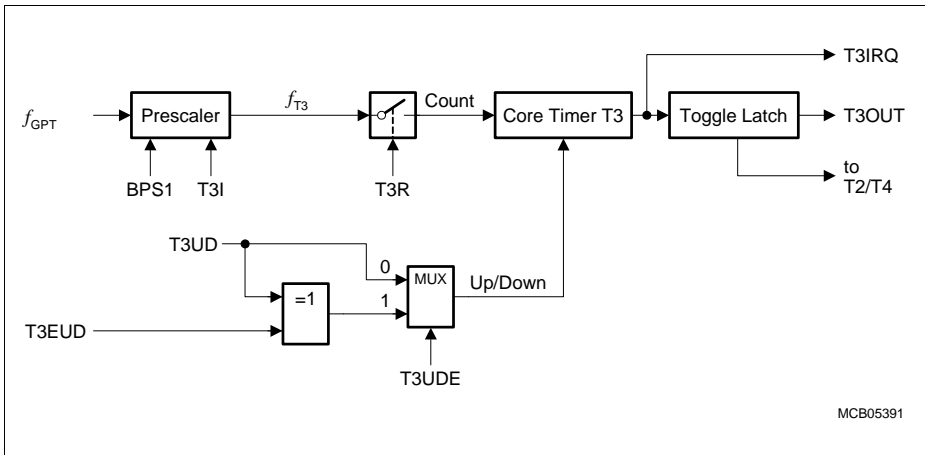 T3IRQ
fGPT
Prescaler
fT3
Count
Core Timer T3
Toggle Latch
T3OUT
BPS1
T3I
T3R
to
T2/T4
T3UD
0
MUX
Up/Down
=1
1
T3EUD
T3UDE
MCB05391